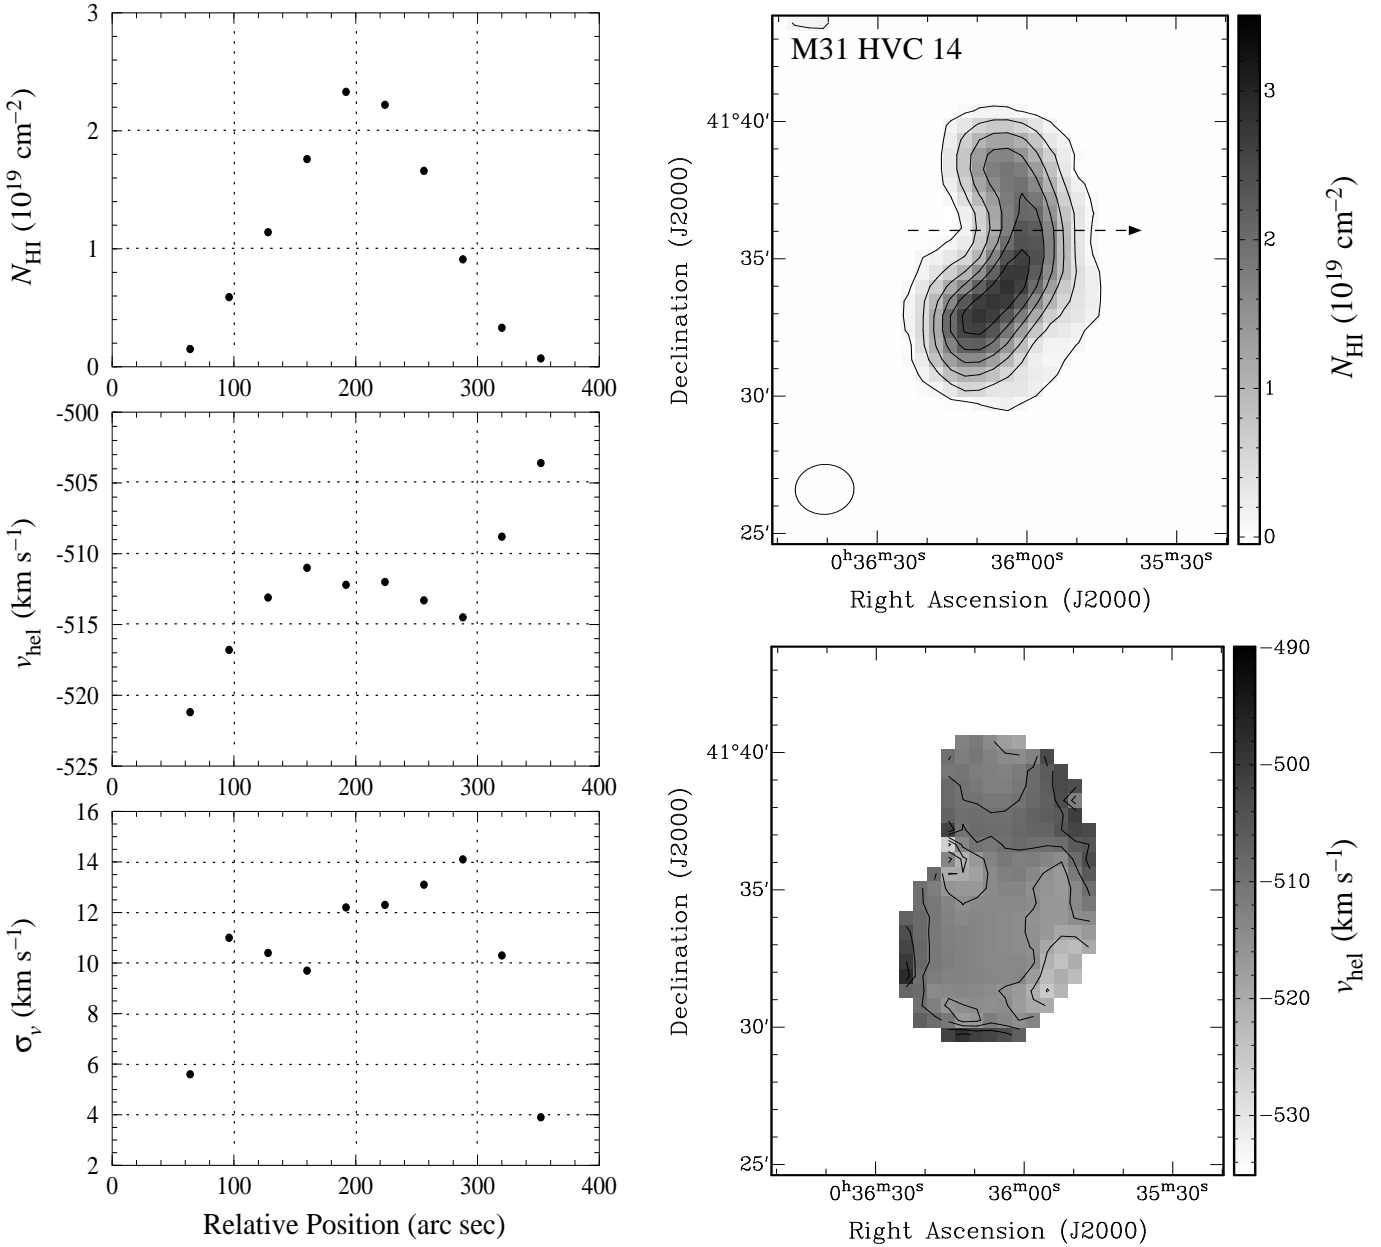 3
2
1
0
N_HI (10^19 cm^−2)
0 100 200 300 400
-500
-505
-510
-515
-520
-525
v_hel (km s^−1)
0 100 200 300 400
16
14
12
10
8
6
4
2
σ_v (km s^−1)
0 100 200 300 400
Relative Position (arc sec)
M31 HVC 14
41°40′
35′
30′
25′
Declination (J2000)
0^h36^m30^s 36^m00^s 35^m30^s
Right Ascension (J2000)
3
2
1
0
N_HI (10^19 cm^−2)
41°40′
35′
30′
25′
Declination (J2000)
0^h36^m30^s 36^m00^s 35^m30^s
Right Ascension (J2000)
−490
−500
−510
−520
−530
v_hel (km s^−1)